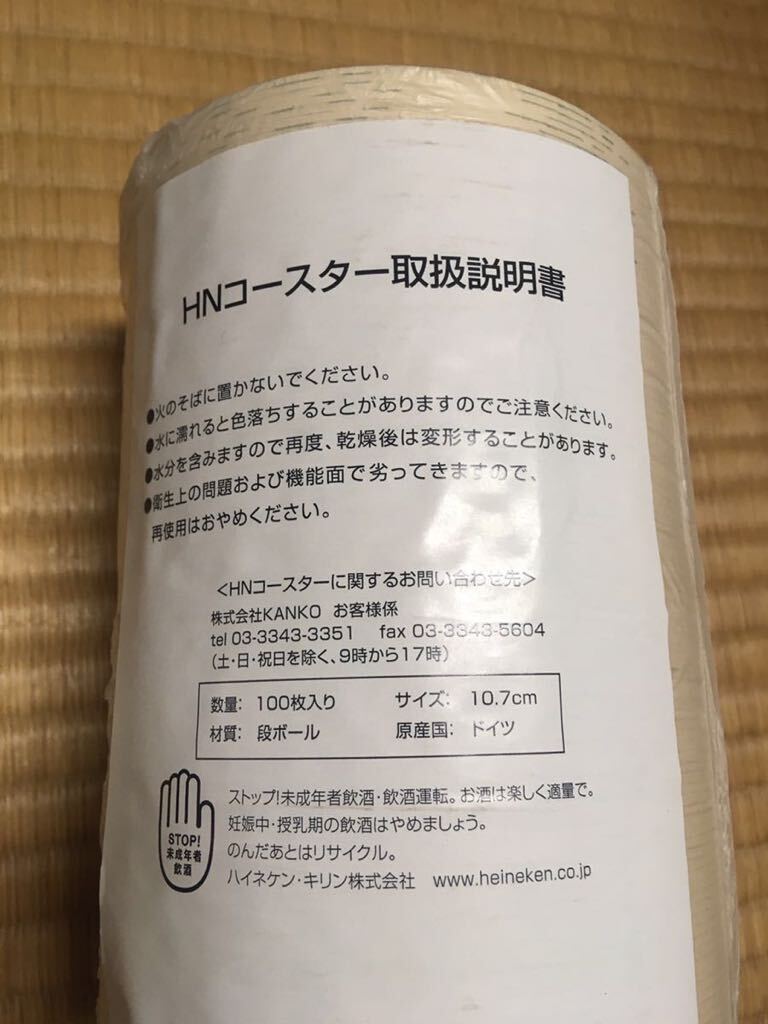 HNコースター取扱説明書
●火のそばに置かないでください。
●水に濡れると色落ちすることがありますのでご注意ください。
●水分を含みますので再度、乾燥後は変形することがあります。
●衛生上の問題および機能面で劣ってきますので、
再使用はおやめください。
<HNコースターに関するお問い合わせ先>
株式会社KANKO お客様係
tel 03-3343-3351 fax 03-3343-5604
(土・日・祝日を除く、9時から17時)
数量: 100枚入り サイズ: 10.7cm
材質: 段ボール 原産国: ドイツ
STOP!
未成年者
飲酒
ストップ!未成年者飲酒・飲酒運転。お酒は楽しく適量で。
妊娠中・授乳期の飲酒はやめましょう。
のんだあとはリサイクル。
ハイネケン・キリン株式会社 www.heineken.co.jp